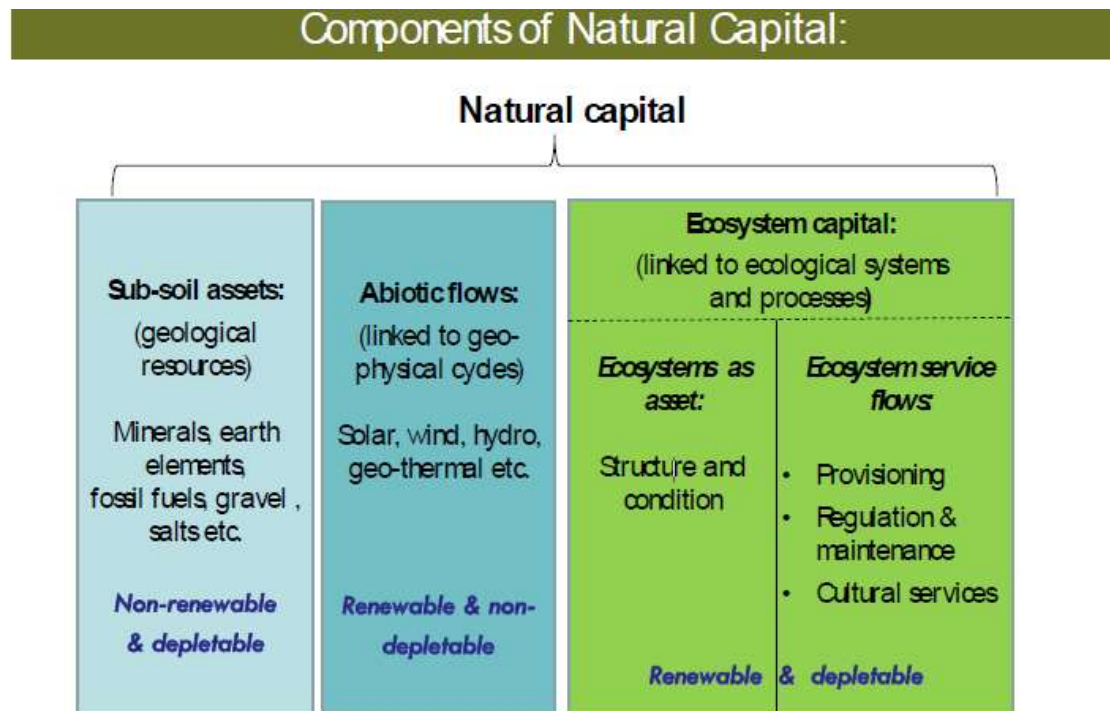 Components of Natural Capital:
Natural capital
Sub-soil assets:
(geological
resources)
Minerals, earth
elements,
fossil fuels, gravel ,
salts etc.
Non-renewable
& depletable
Abiotic flows:
(linked to geo-
physical cycles)
Solar, wind, hydro,
geo-thermal etc.
Renewable & non-
depletable
Ecosystem capital:
(linked to ecological systems
and processes)
Ecosystems as
asset:
Structure and
condition
Ecosystem service
flows:
• Provisioning
• Regulation &
maintenance
• Cultural services
Renewable & depletable